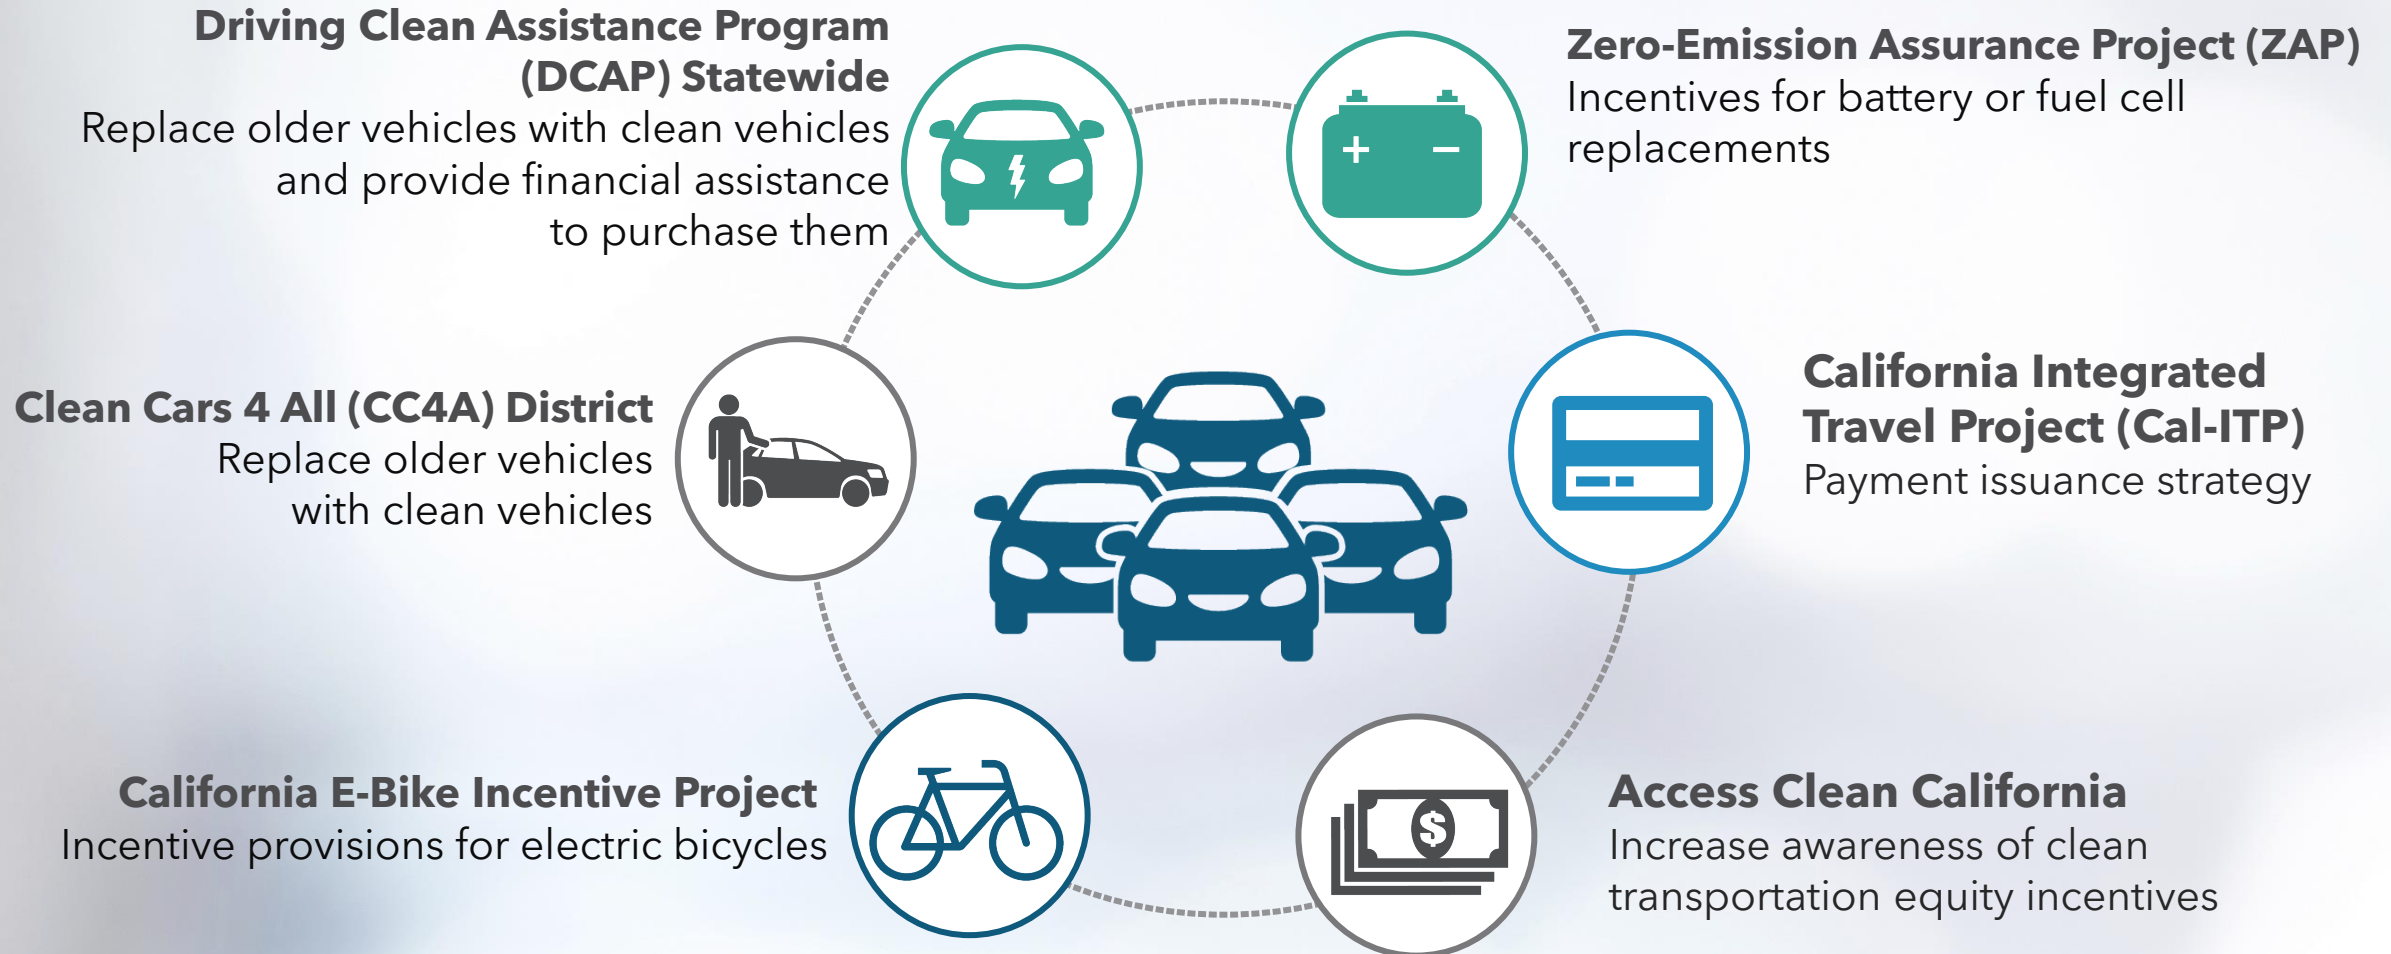 Driving Clean Assistance Program
(DCAP) Statewide
Replace older vehicles with clean vehicles
and provide financial assistance
to purchase them
Zero-Emission Assurance Project (ZAP)
Incentives for battery or fuel cell
replacements
Clean Cars 4 All (CC4A) District
Replace older vehicles
with clean vehicles
California Integrated
Travel Project (Cal-ITP)
Payment issuance strategy
California E-Bike Incentive Project
Incentive provisions for electric bicycles
$
Access Clean California
Increase awareness of clean
transportation equity incentives